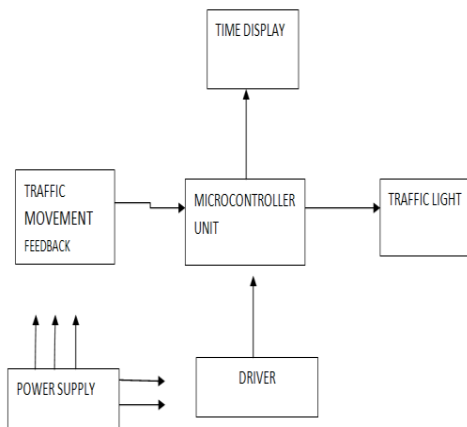 TIME DISPLAY
TRAFFIC
MOVEMENT
FEEDBACK
MICROCONTROLLER
UNIT
TRAFFIC LIGHT
POWER SUPPLY
DRIVER